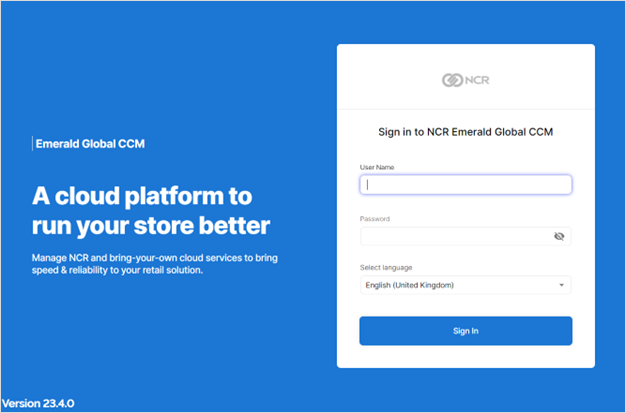 Emerald Global CCM
A cloud platform to
run your store better
Manage NCR and bring-your-own cloud services to bring
speed & reliability to your retail solution.
Version 23.4.0
NCR
Sign in to NCR Emerald Global CCM
User Name
Password
Select language
English (United Kingdom)
Sign In